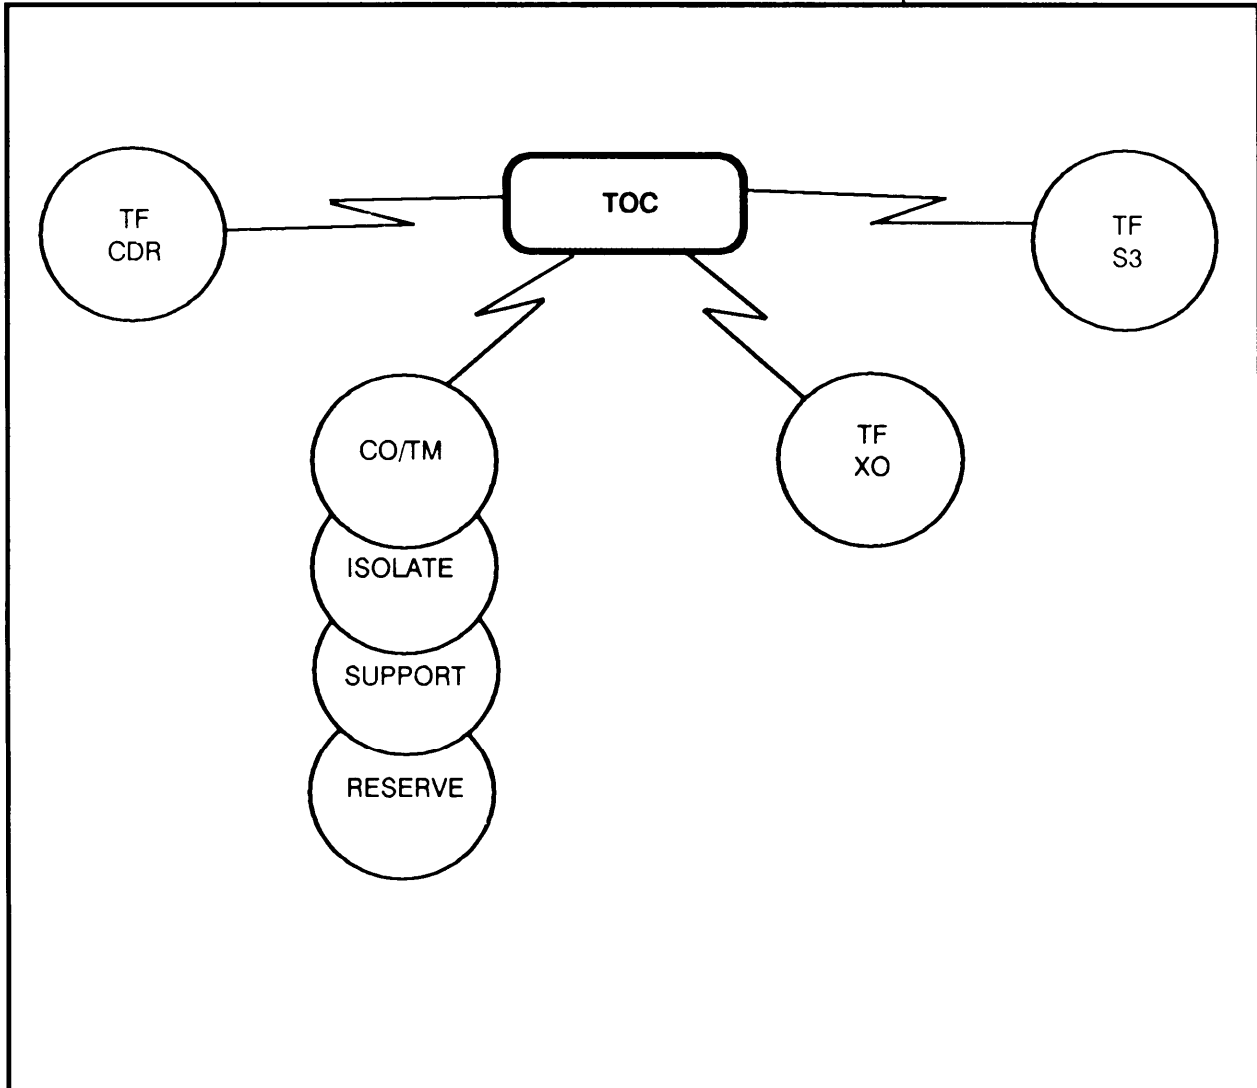 TOC
TF
CDR
TF
S3
CO/TM
TF
XO
ISOLATE
SUPPORT
RESERVE